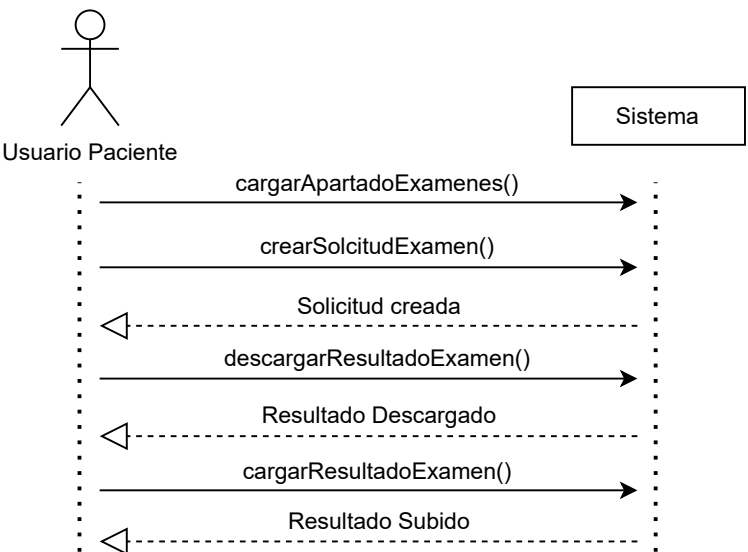 Sistema
Usuario Paciente
cargarApartadoExamenes()
crearSolcitudExamen()
Solicitud creada
descargarResultadoExamen()
Resultado Descargado
cargarResultadoExamen()
Resultado Subido